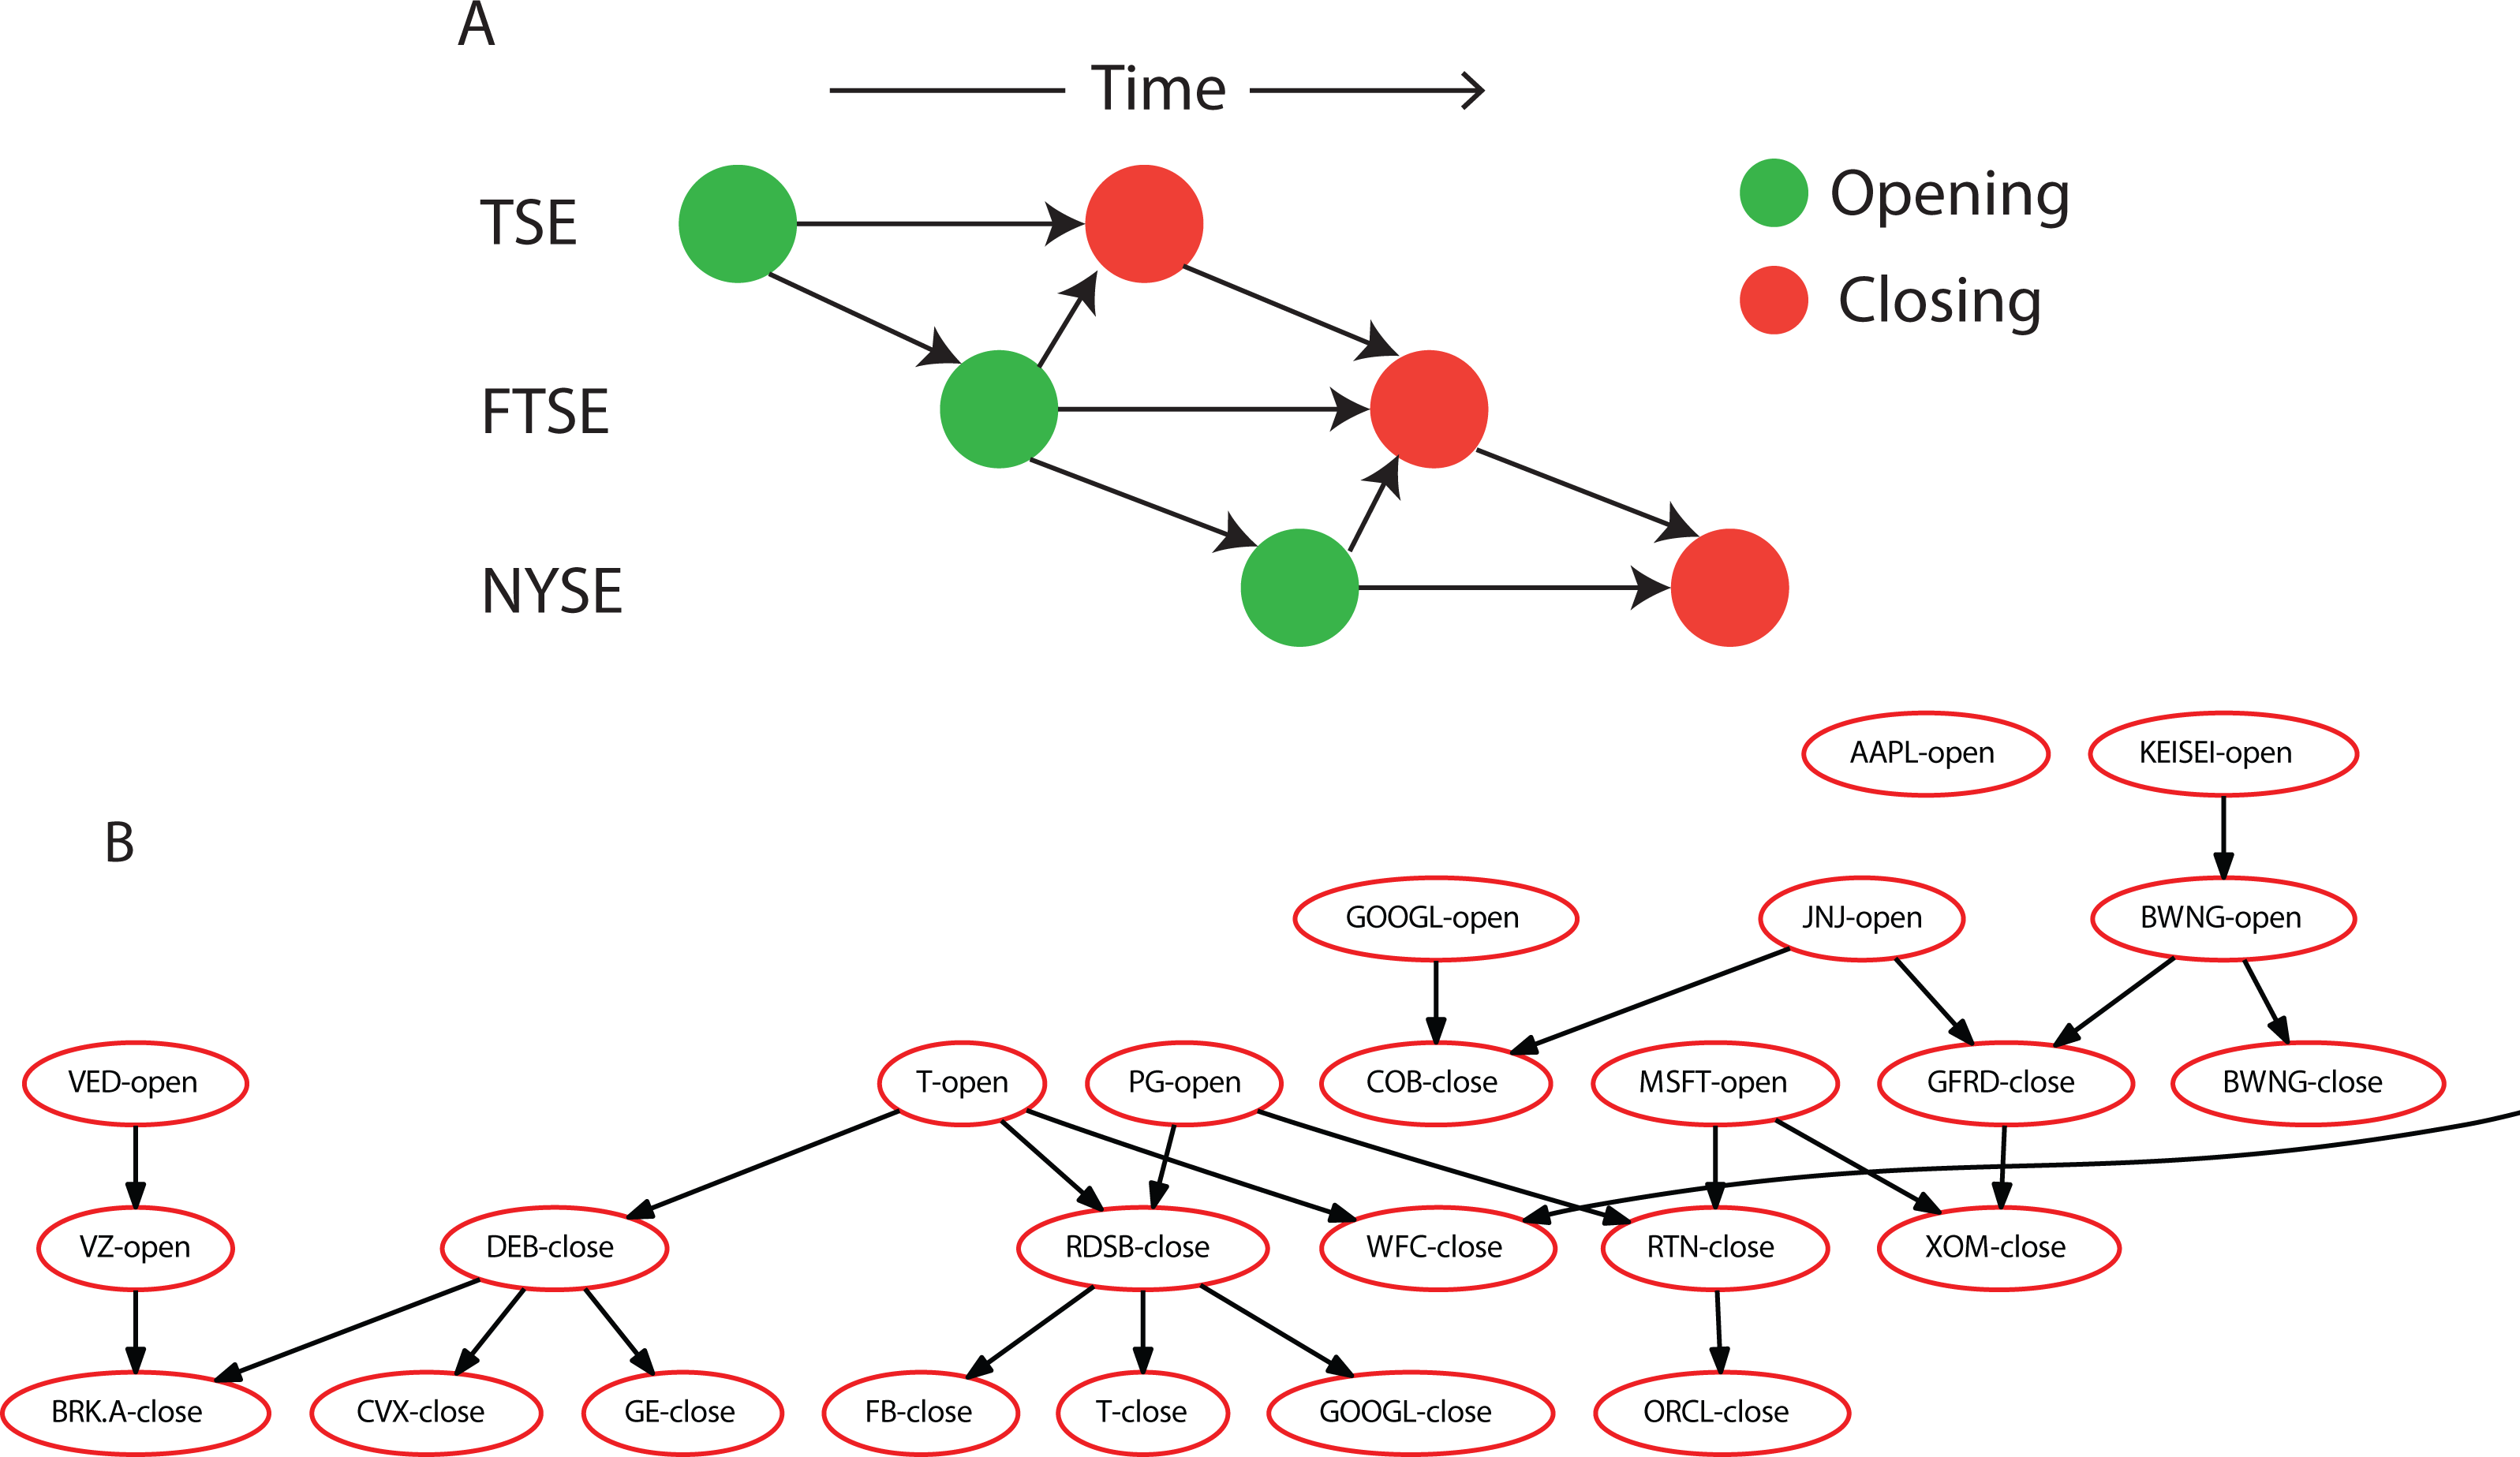 A
Time
TSE
Opening
Closing
FTSE
NYSE
AAPL-open
KEISEI-open
B
GOOGL-open
JNJ-open
BWNG-open
VED-open
T-open
PG-open
COB-close
MSFT-open
GFRD-close
BWNG-close
VZ-open
DEB-close
RDSB-close
WFC-close
RTN-close
XOM-close
BRK.A-close
CVX-close
GE-close
FB-close
T-close
GOOGL-close
ORCL-close